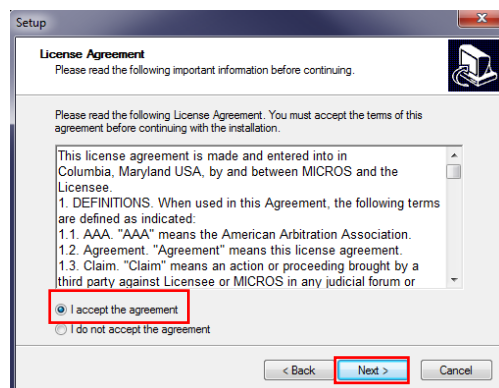 Setup
License Agreement
Please read the following important information before continuing.
Please read the following License Agreement. You must accept the terms of this
agreement before continuing with the installation.
This license agreement is made and entered into in
Columbia, Maryland USA, by and between MICROS and the
Licensee.
1. DEFINITIONS. When used in this Agreement, the following terms
are defined as indicated:
1.1. AAA. "AAA" means the American Arbitration Association.
1.2. Agreement. "Agreement" means this license agreement.
1.3. Claim. "Claim" means an action or proceeding brought by a
third party against Licensee or MICROS in any judicial forum or
I accept the agreement
I do not accept the agreement
< Back Next > Cancel